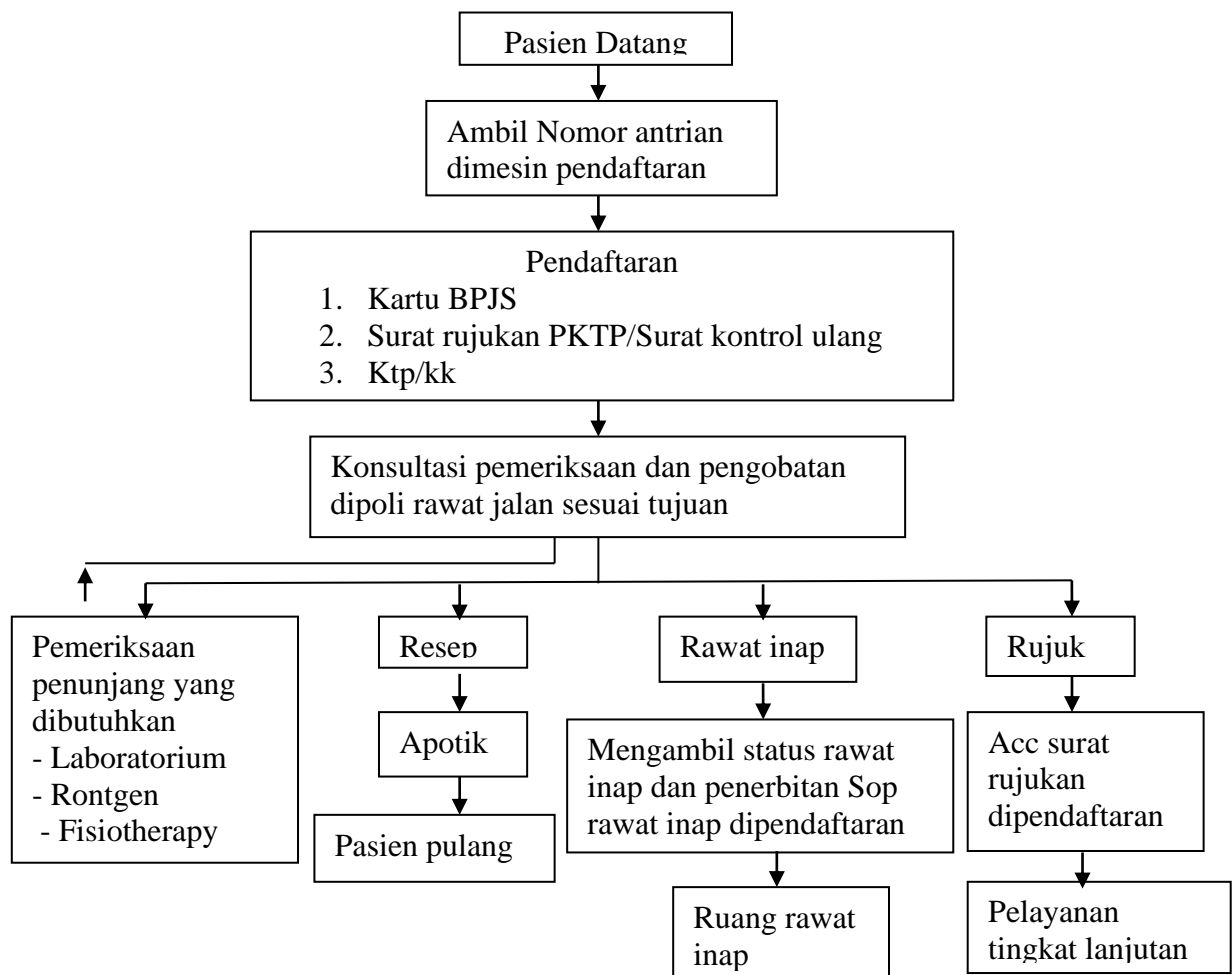 Pasien Datang
Ambil Nomor antrian
dimesin pendaftaran
Pendaftaran
1. Kartu BPJS
2. Surat rujukan PKTP/Surat kontrol ulang
3. Ktp/kk
Konsultasi pemeriksaan dan pengobatan
dipoli rawat jalan sesuai tujuan
Pemeriksaan
penunjang yang
dibutuhkan
- Laboratorium
- Rontgen
- Fisiotherapy
Resep
Apotik
Pasien pulang
Rawat inap
Mengambil status rawat
inap dan penerbitan Sop
rawat inap dipendaftaran
Ruang rawat
inap
Rujuk
Acc surat
rujukan
dipendaftaran
Pelayanan
tingkat lanjutan